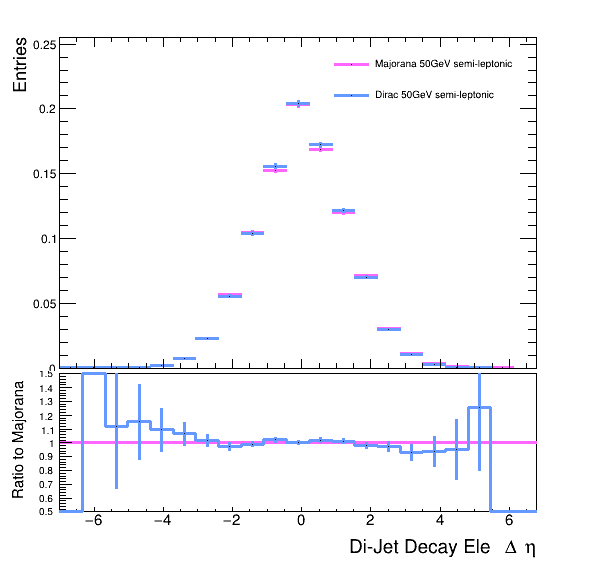 Entries
0.25
0.2
0.15
0.1
0.05
0
Majorana 50GeV semi-leptonic
Dirac 50GeV semi-leptonic
Ratio to Majorana
1.5
1.4
1.3
1.2
1.1
1
0.9
0.8
0.7
0.6
0.5
−6 −4 −2 0 2 4 6
Di-Jet Decay Ele Δ η